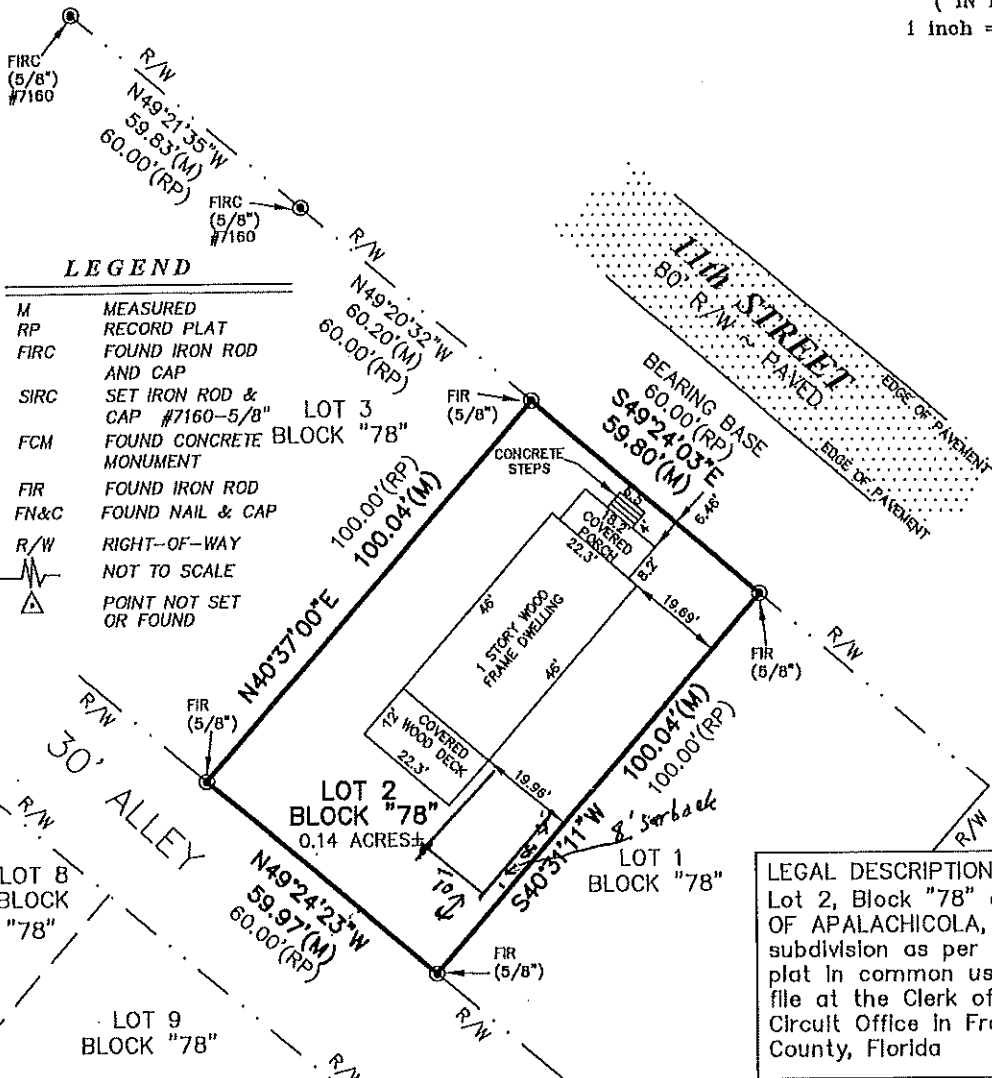 ( IN
1 inch =
FIRC
(5/8")
#7160
R/W
N49°21'35"W
59.83'(M)
60.00'(RP)
FIRC
(5/8")
#7160
R/W
N49°20'32"W
60.20'(M)
60.00'(RP)
11th STREET
80' R/W ~ PAVED
EDGE OF PAVEMENT
EDGE OF PAVEMENT
LEGEND
M MEASURED
RP RECORD PLAT
FIRC FOUND IRON ROD
AND CAP
SIRC SET IRON ROD &
CAP #7160-5/8"
FCM FOUND CONCRETE
MONUMENT
FIR FOUND IRON ROD
FN&C FOUND NAIL & CAP
R/W RIGHT-OF-WAY
NOT TO SCALE
POINT NOT SET
OR FOUND
LOT 3
BLOCK "78"
FIR
(5/8")
BEARING BASE
60.00'(RP)
S49°24'03"E
59.80'(M)
CONCRETE
STEPS
6.5'
8.2'
4'
COVERED
PORCH
22.3'
8.2'
6.46'
100.00'(RP)
100.04'(M)
N40°37'00"E
46'
1 STORY WOOD
FRAME DWELLING
46'
19.69'
FIR
(5/8")
R/W
R/W
12'
COVERED
WOOD DECK
22.3'
19.96'
100.04'(M)
100.00'(RP)
S40°31'11"W
8' setback
R/W
FIR
(5/8")
30' ALLEY
R/W
LOT 2
BLOCK "78"
0.14 ACRES±
10'
LOT 1
BLOCK "78"
N49°24'23"W
59.97'(M)
60.00'(RP)
FIR
(5/8")
R/W
LOT 8
BLOCK
"78"
LOT 9
BLOCK "78"
R/W
LEGAL DESCRIPTION
Lot 2, Block "78"
OF APALACHICOLA,
subdivision as per
plat in common us
file at the Clerk of
Circuit Office in Fr
County, Florida